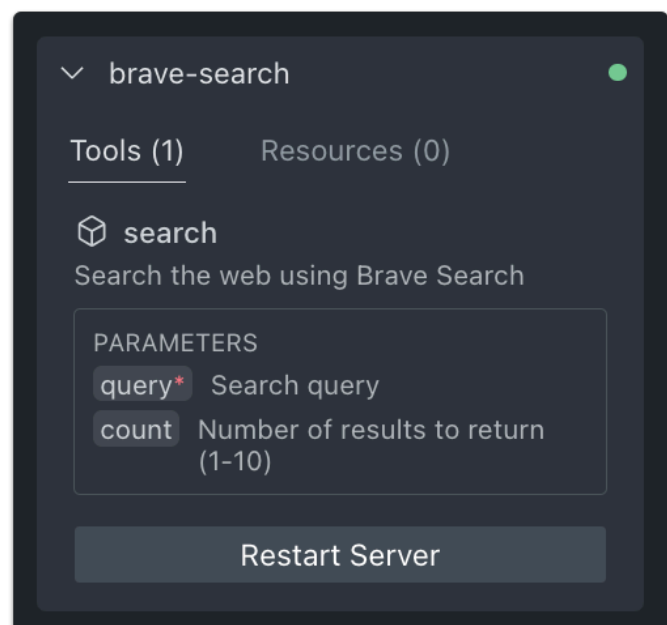 brave-search
Tools (1)
Resources (0)
search
Search the web using Brave Search
PARAMETERS
query* Search query
count Number of results to return
(1-10)
Restart Server